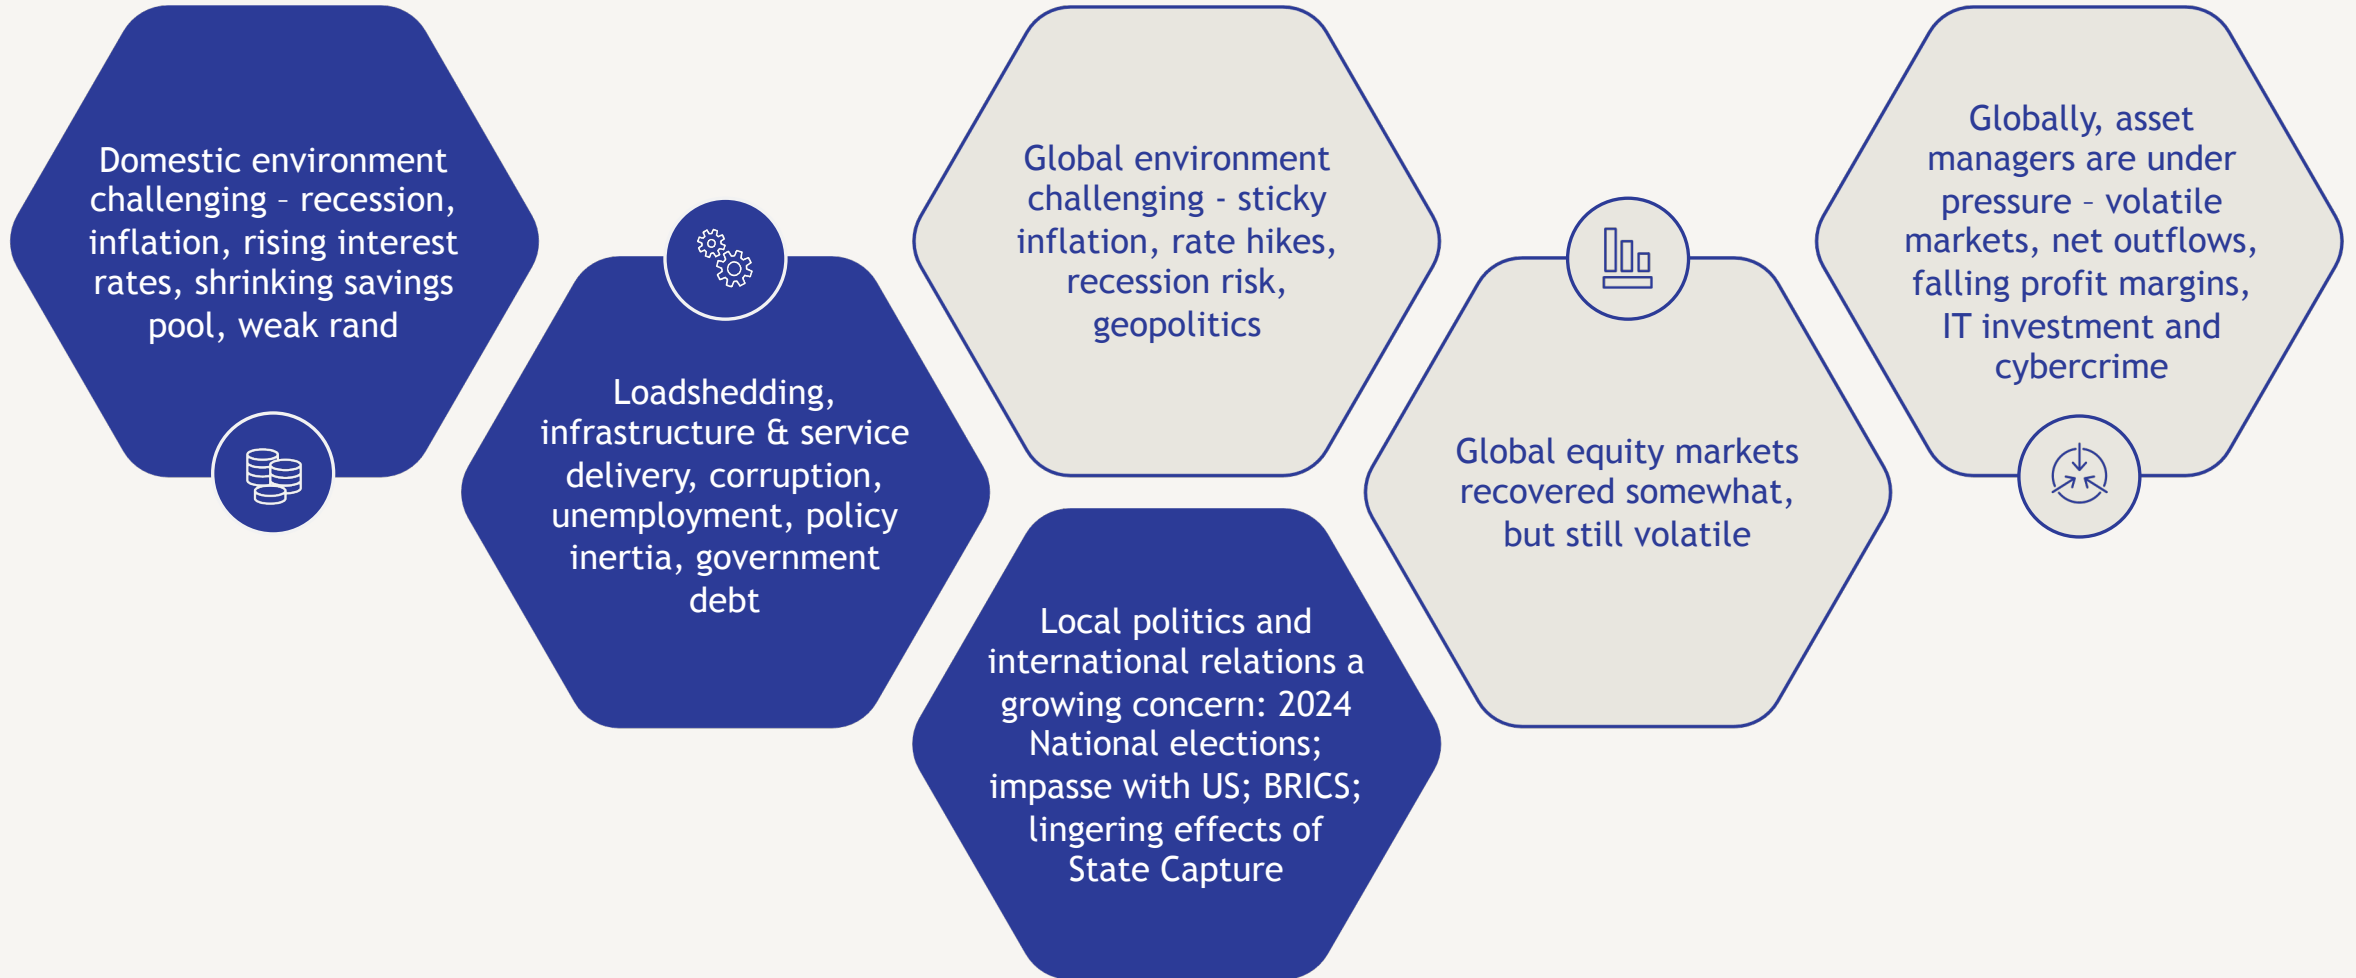 Domestic environment
challenging – recession,
inflation, rising interest
rates, shrinking savings
pool, weak rand
Loadshedding,
infrastructure & service
delivery, corruption,
unemployment, policy
inertia, government
debt
Global environment
challenging - sticky
inflation, rate hikes,
recession risk,
geopolitics
Local politics and
international relations a
growing concern: 2024
National elections;
impasse with US; BRICS;
lingering effects of
State Capture
Global equity markets
recovered somewhat,
but still volatile
Globally, asset
managers are under
pressure – volatile
markets, net outflows,
falling profit margins,
IT investment and
cybercrime